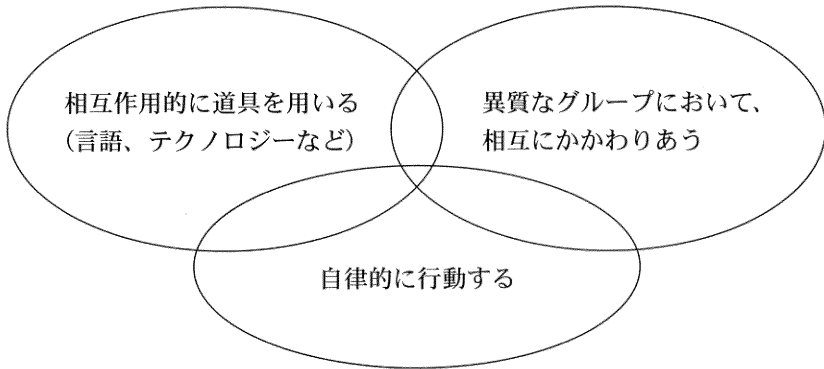 相互作用的に道具を用いる
（言語、テクノロジーなど）
異質なグループにおいて、
相互にかかわりあう
自律的に行動する